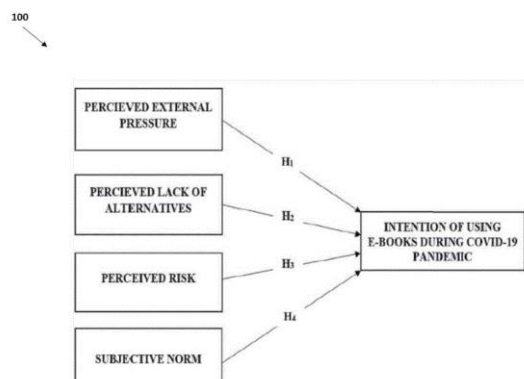 100
PERCIEVED EXTERNAL
PRESSURE
H1
PERCIEVED LACK OF
ALTERNATIVES
H2
INTENTION OF USING
E-BOOKS DURING COVID-19
PANDEMIC
PERCEIVED RISK
H3
H4
SUBJECTIVE NORM